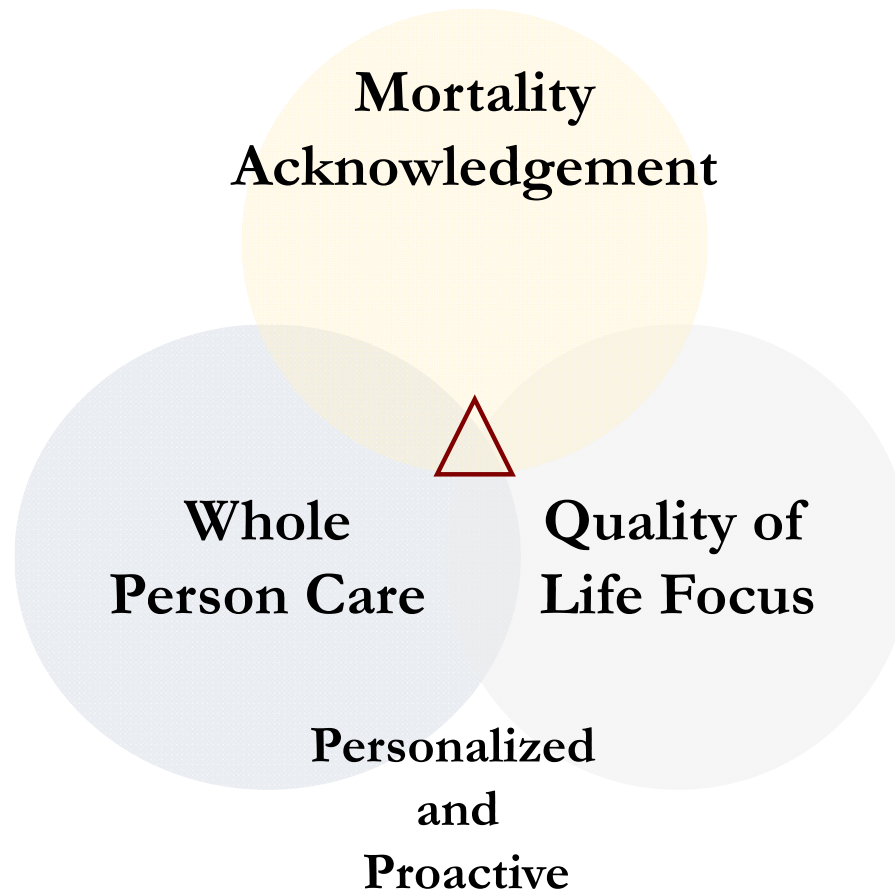 Mortality
Acknowledgement
Whole
Person Care
Quality of
Life Focus
Personalized
and
Proactive